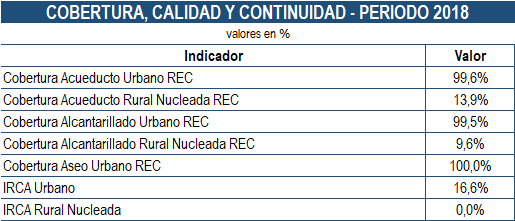 COBERTURA, CALIDAD Y CONTINUIDAD - PERIODO 2018
valores en %
Indicador Valor
Cobertura Acueducto Urbano REC 99,6%
Cobertura Acueducto Rural Nucleada REC 13,9%
Cobertura Alcantarillado Urbano REC 99,5%
Cobertura Alcantarillado Rural Nucleada REC 9,6%
Cobertura Aseo Urbano REC 100,0%
IRCA Urbano 16,6%
IRCA Rural Nucleada 0,0%